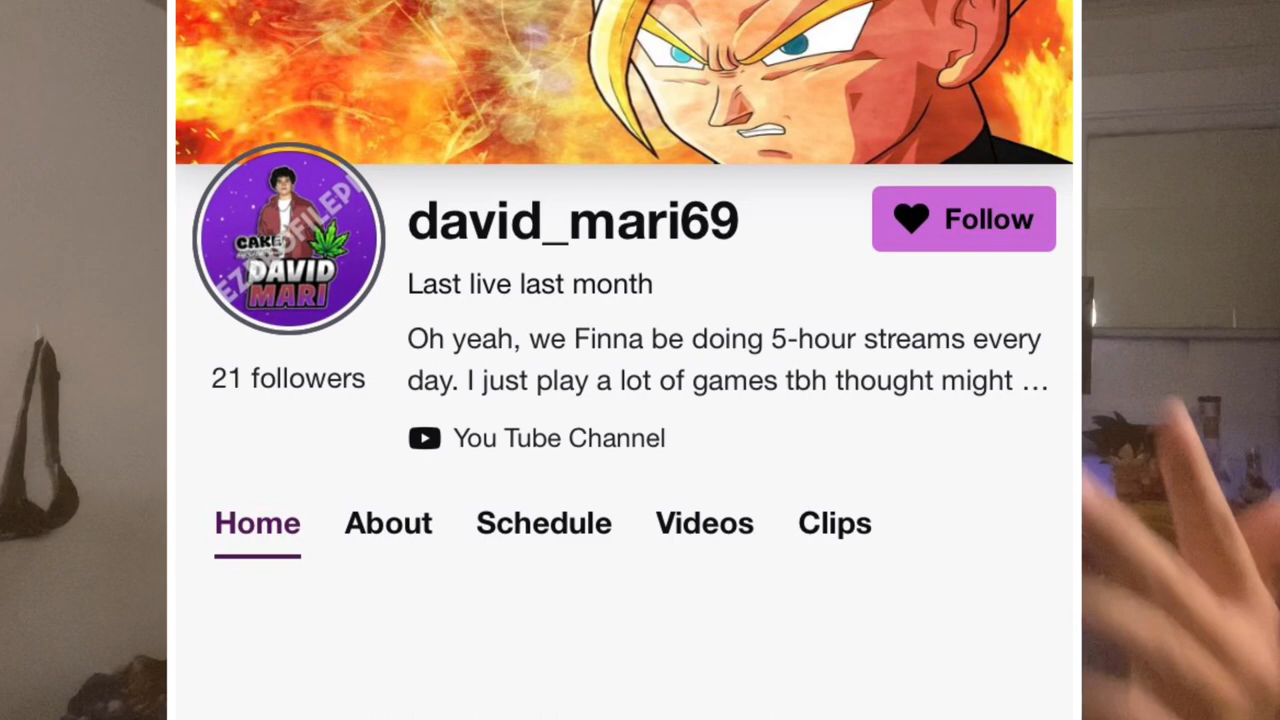 david_mari69
Follow
Last live last month
Oh yeah, we Finna be doing 5-hour streams every
day. I just play a lot of games tbh thought might …
21 followers
You Tube Channel
Home About Schedule Videos Clips
CAKE
DAVID
MARI